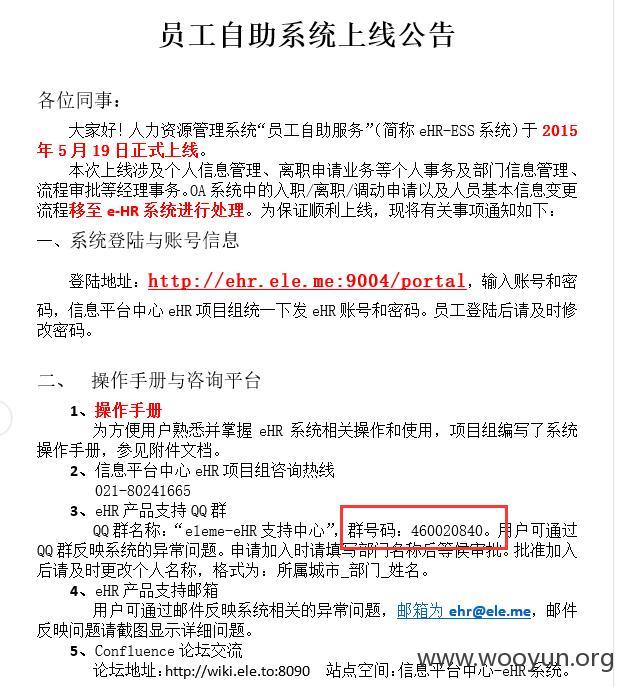 员工自助系统上线公告
各位同事：
大家好！人力资源管理系统“员工自助服务”（简称 eHR-ESS 系统）于 2015
年 5 月 19 日正式上线。
本次上线涉及个人信息管理、离职申请业务等个人事务及部门信息管理、
流程审批等经理事务。OA 系统中的入职/离职/调动申请以及人员基本信息变更
流程移至 e-HR 系统进行处理。为保证顺利上线，现将有关事项通知如下：
一、系统登陆与账号信息
登陆地址：http://ehr.ele.me:9004/portal，输入账号和密
码，信息平台中心 eHR 项目组统一下发 eHR 账号和密码。员工登陆后请及时修
改密码。
二、 操作手册与咨询平台
1、操作手册
为方便用户熟悉并掌握 eHR 系统相关操作和使用，项目组编写了系统
操作手册，参见附件文档。
2、信息平台中心 eHR 项目组咨询热线
021-80241665
3、eHR 产品支持 QQ 群
QQ 群名称：“eleme-eHR 支持中心”，群号码：460020840。用户可通过
QQ 群反映系统的异常问题。申请加入时请填写部门名称后等候审批。批准加入
后请及时更改个人名称，格式为：所属城市_部门_姓名。
4、eHR 产品支持邮箱
用户可通过邮件反映系统相关的异常问题，邮箱为 ehr@ele.me，邮件
反映问题请截图显示详细问题。
5、Confluence 论坛交流
论坛地址：http://wiki.ele.to:8090 站点空间：信息平台中心-eHR 系统。
www.wooyun.org